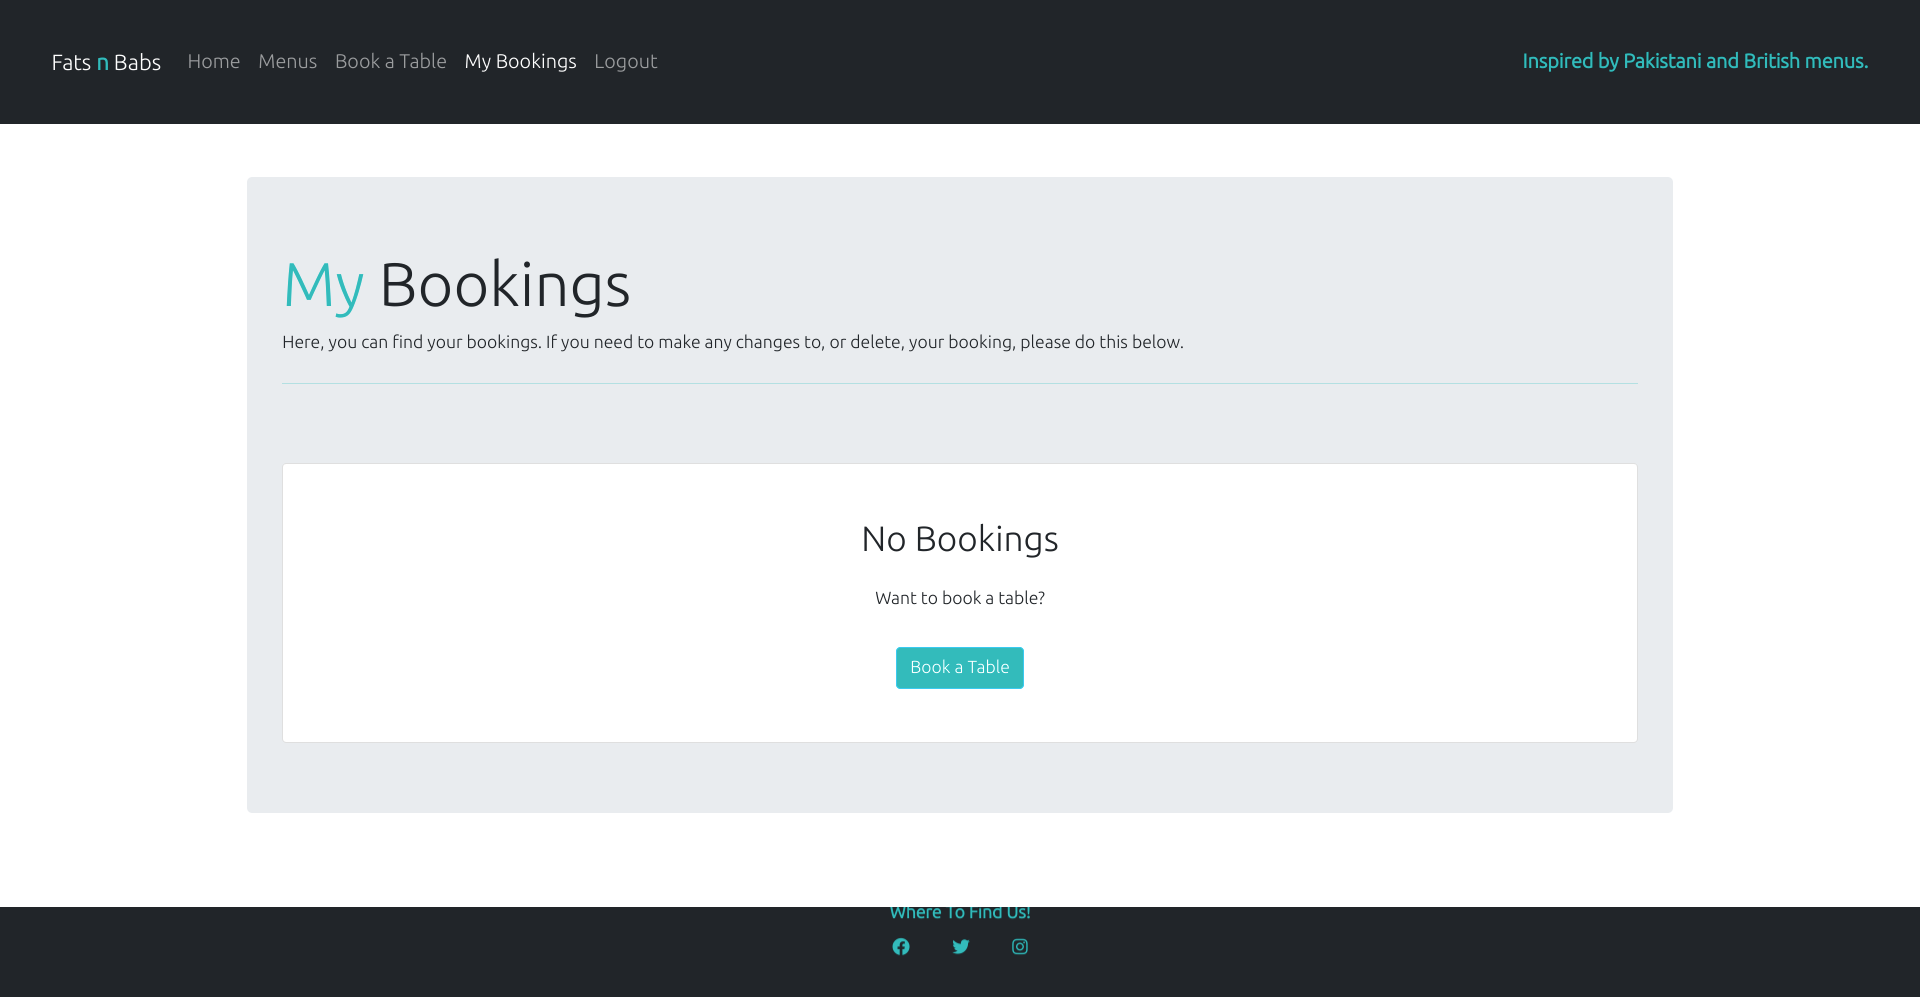 Fats n Babs Home Menus Book a Table My Bookings Logout Inspired by Pakistani and British menus.
My Bookings
Here, you can find your bookings. If you need to make any changes to, or delete, your booking, please do this below.
No Bookings
Want to book a table?
Book a Table
Where To Find Us!